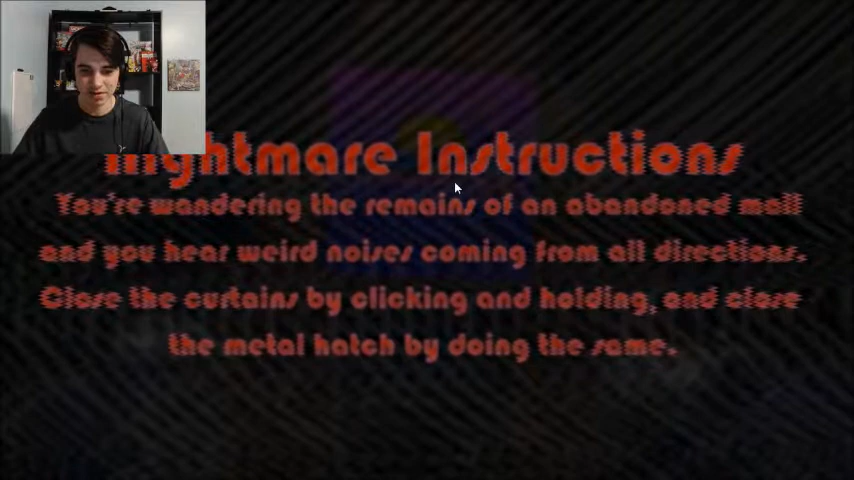 Nightmare Instructions
You're wandering the remains of an abandoned mall
and you hear weird noises coming from all directions.
Close the curtains by clicking and holding, and close
the metal hatch by doing the same.